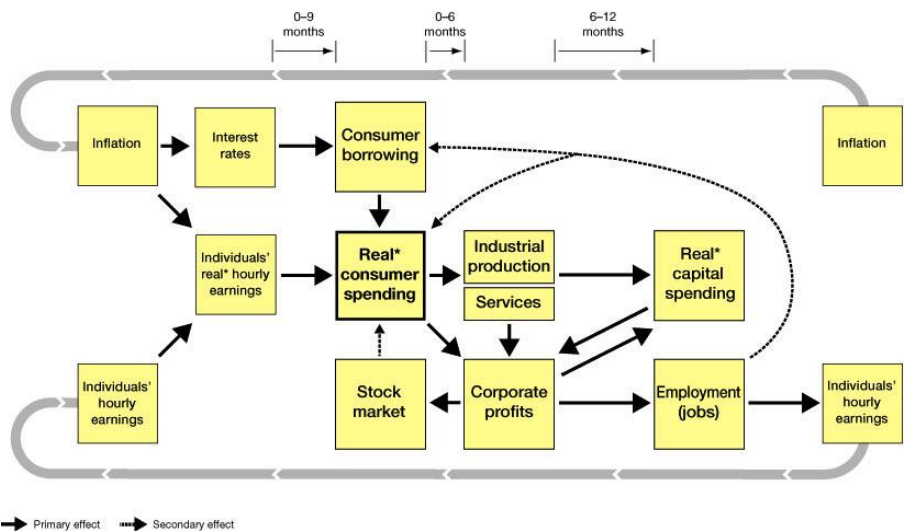 0–9
months
0–6
months
6–12
months
Inflation
Interest
rates
Consumer
borrowing
Inflation
Individuals'
real* hourly
earnings
Real*
consumer
spending
Industrial
production
Services
Real*
capital
spending
Individuals'
hourly
earnings
Stock
market
Corporate
profits
Employment
(jobs)
Individuals'
hourly
earnings
Primary effect
Secondary effect